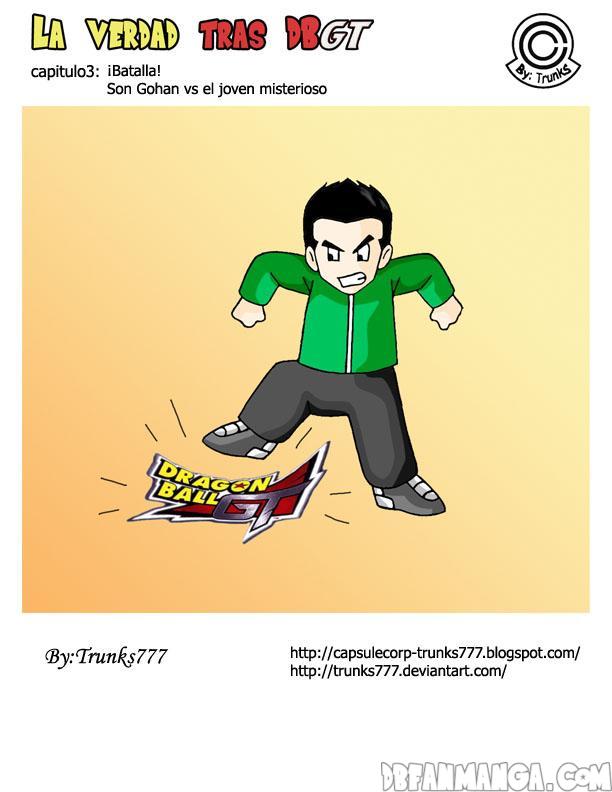 La verdad tras DBGT
By: Trunks
capitulo3: ¡Batalla!
Son Gohan vs el joven misterioso
DRAGON
BALL GT
By:Trunks777
http://capsulecorp-trunks777.blogspot.com/
http://trunks777.deviantart.com/
DBFANMANGA.COM